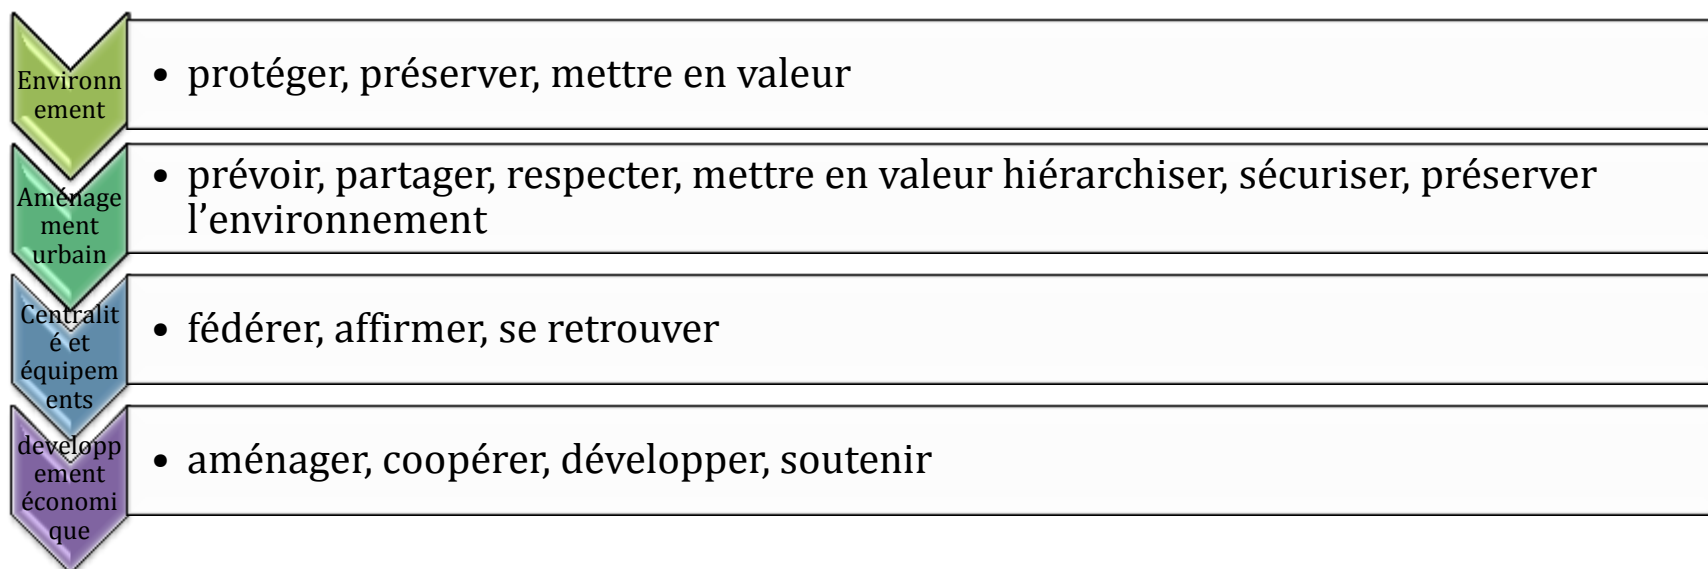 Environn
ement
• protéger, préserver, mettre en valeur
Aménage
ment
urbain
• prévoir, partager, respecter, mettre en valeur hiérarchiser, sécuriser, préserver
l’environnement
Centralit
é et
équipem
ents
• fédérer, affirmer, se retrouver
developp
ement
économi
que
• aménager, coopérer, développer, soutenir